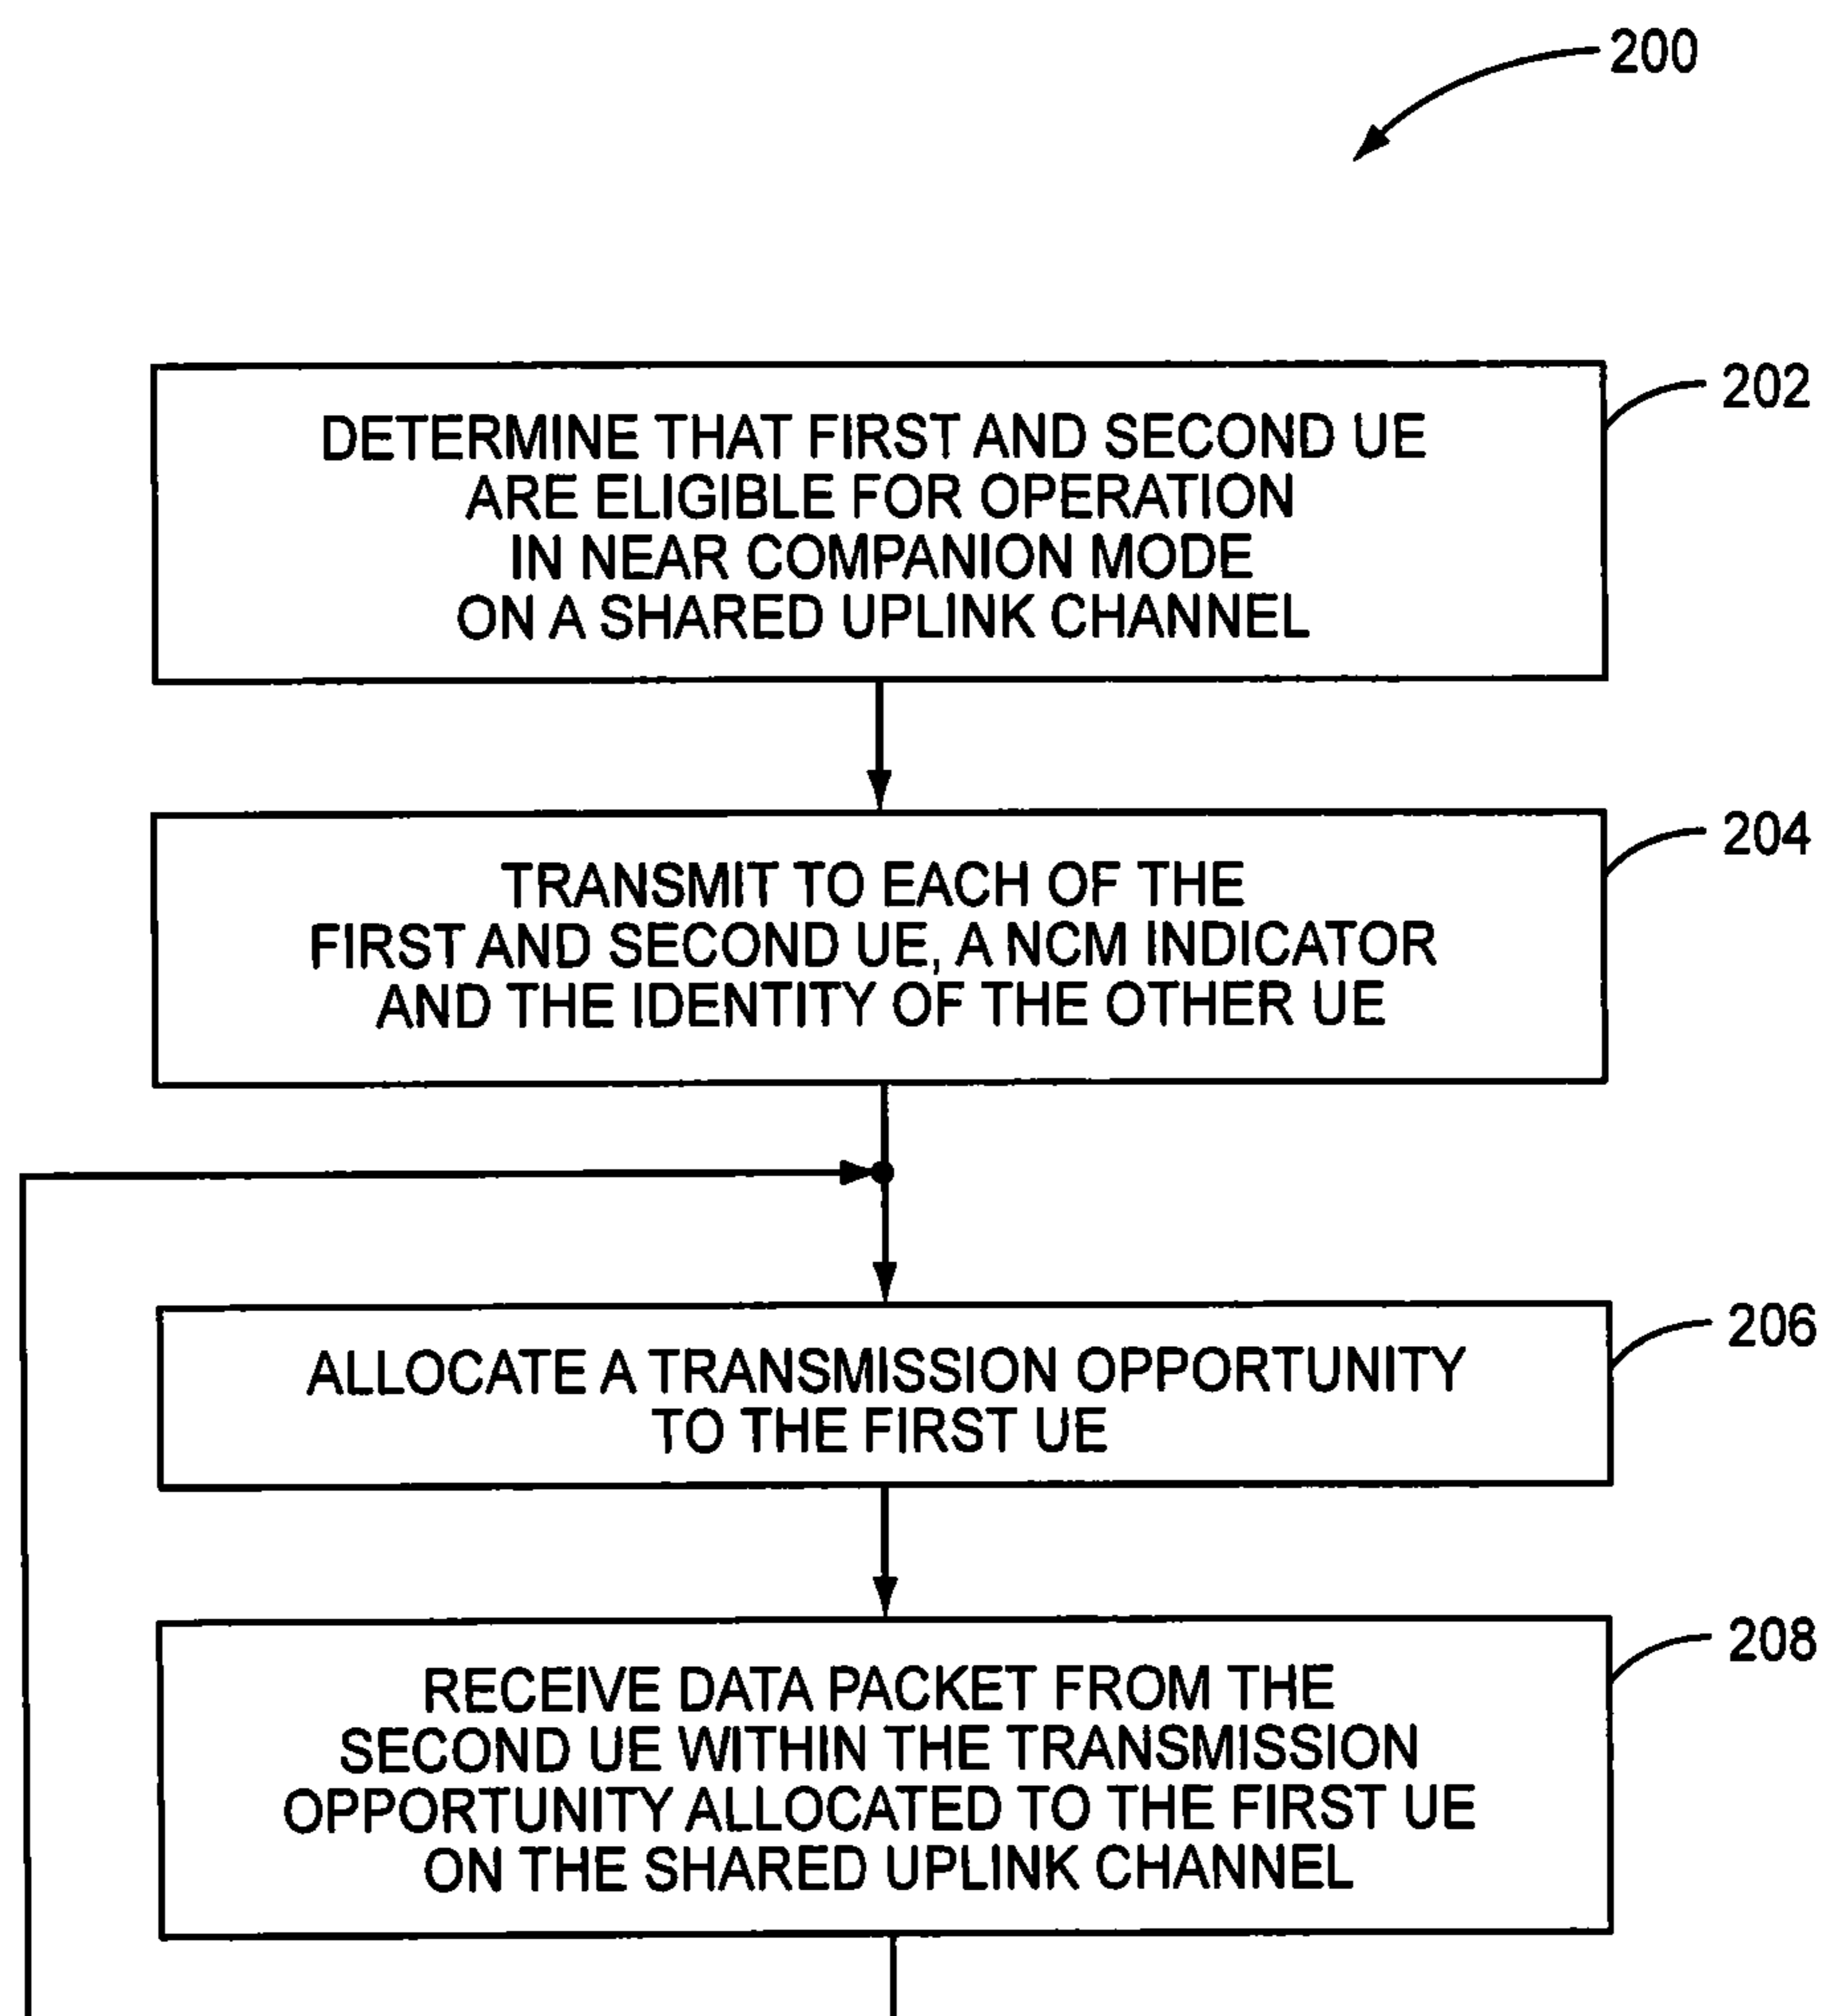 200
202
DETERMINE THAT FIRST AND SECOND UE
ARE ELIGIBLE FOR OPERATION
IN NEAR COMPANION MODE
ON A SHARED UPLINK CHANNEL
204
TRANSMIT TO EACH OF THE
FIRST AND SECOND UE, A NCM INDICATOR
AND THE IDENTITY OF THE OTHER UE
206
ALLOCATE A TRANSMISSION OPPORTUNITY
TO THE FIRST UE
208
RECEIVE DATA PACKET FROM THE
SECOND UE WITHIN THE TRANSMISSION
OPPORTUNITY ALLOCATED TO THE FIRST UE
ON THE SHARED UPLINK CHANNEL